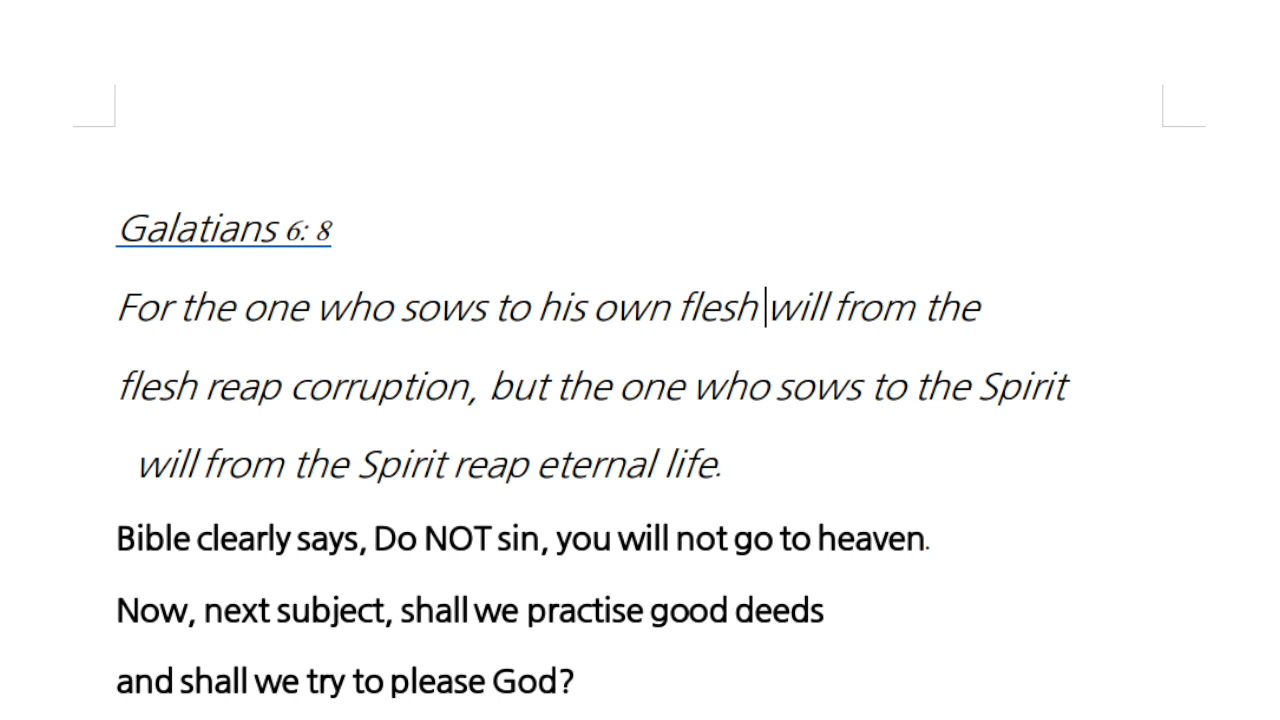 Galatians 6: 8
For the one who sows to his own flesh will from the
flesh reap corruption, but the one who sows to the Spirit
will from the Spirit reap eternal life.
Bible clearly says, Do NOT sin, you will not go to heaven.
Now, next subject, shall we practise good deeds
and shall we try to please God?